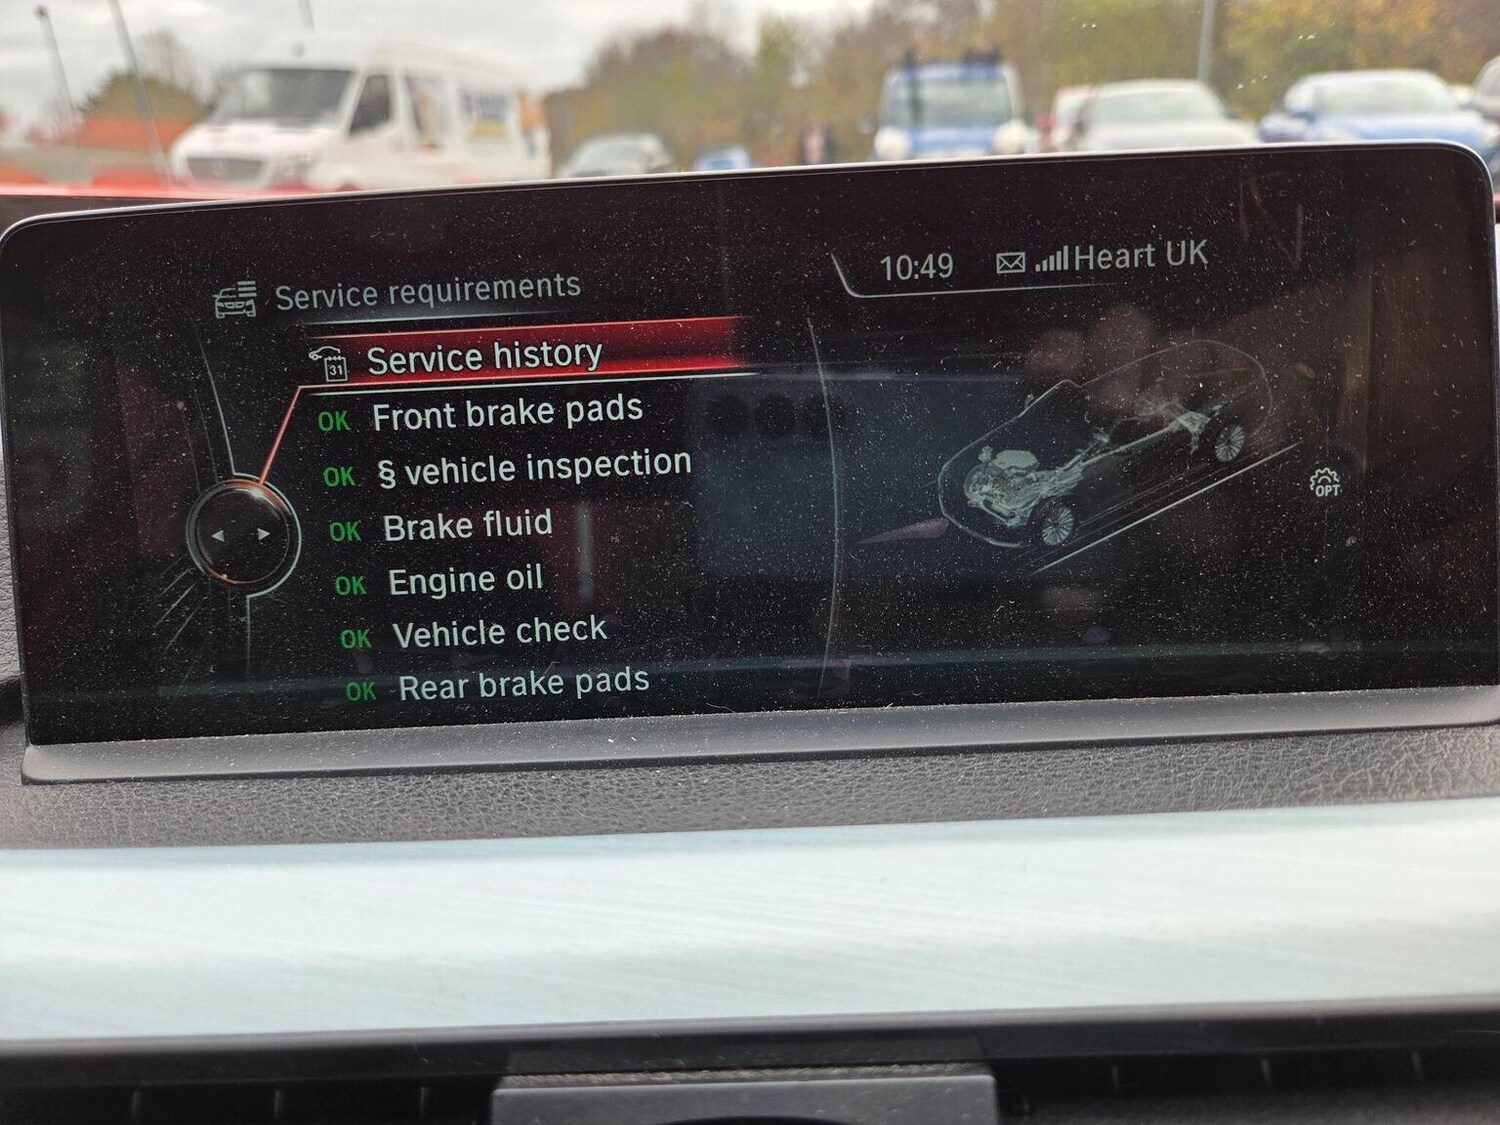 Service requirements
10:49 Heart UK
31 Service history
OK Front brake pads
OK § vehicle inspection
OK Brake fluid
OK Engine oil
OK Vehicle check
OK Rear brake pads
OPT